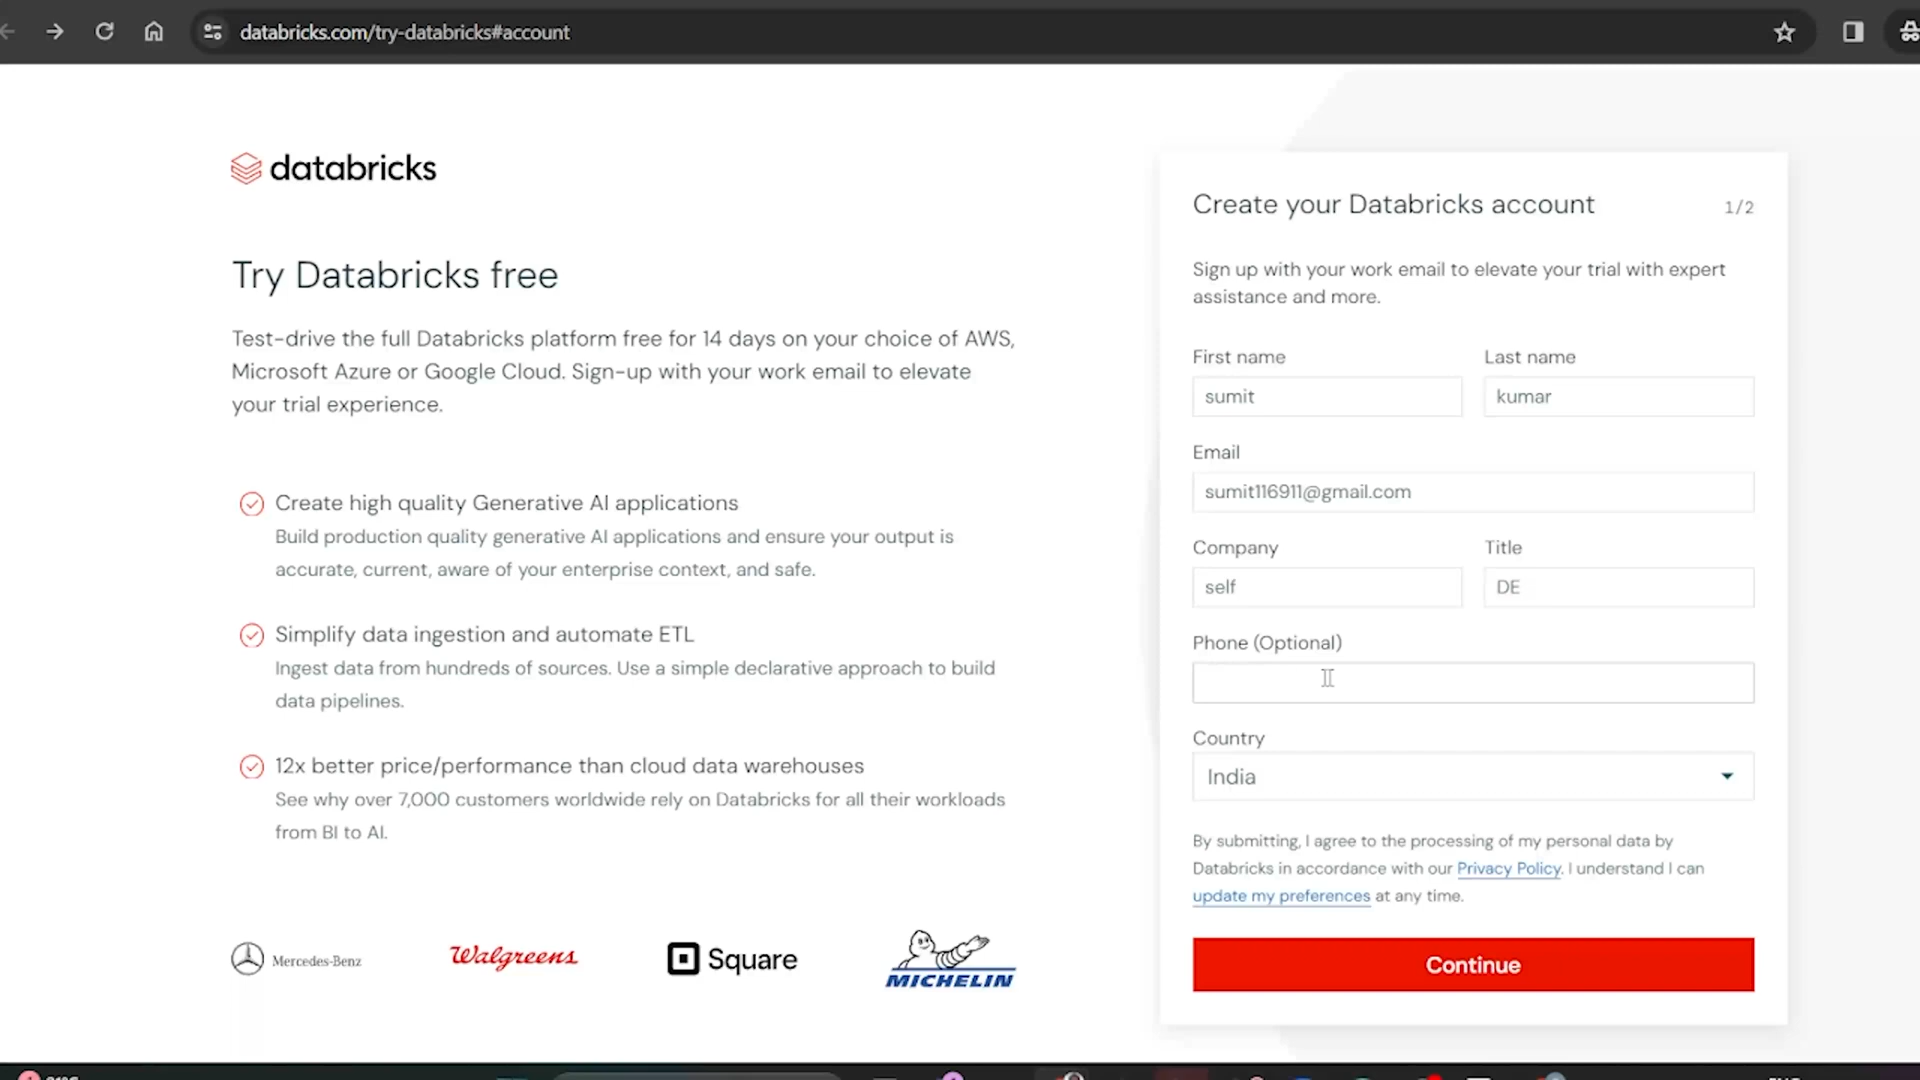 databricks.com/try-databricks#account
databricks
Try Databricks free
Test-drive the full Databricks platform free for 14 days on your choice of AWS,
Microsoft Azure or Google Cloud. Sign-up with your work email to elevate
your trial experience.
Create high quality Generative AI applications
Build production quality generative AI applications and ensure your output is
accurate, current, aware of your enterprise context, and safe.
Simplify data ingestion and automate ETL
Ingest data from hundreds of sources. Use a simple declarative approach to build
data pipelines.
12x better price/performance than cloud data warehouses
See why over 7,000 customers worldwide rely on Databricks for all their workloads
from BI to AI.
Mercedes-Benz
Walgreens
Square
MICHELIN
Create your Databricks account
1/2
Sign up with your work email to elevate your trial with expert
assistance and more.
First name
Last name
sumit
kumar
Email
sumit116911@gmail.com
Company
Title
self
DE
Phone (Optional)
Country
India
By submitting, I agree to the processing of my personal data by
Databricks in accordance with our Privacy Policy. I understand I can
update my preferences at any time.
Continue